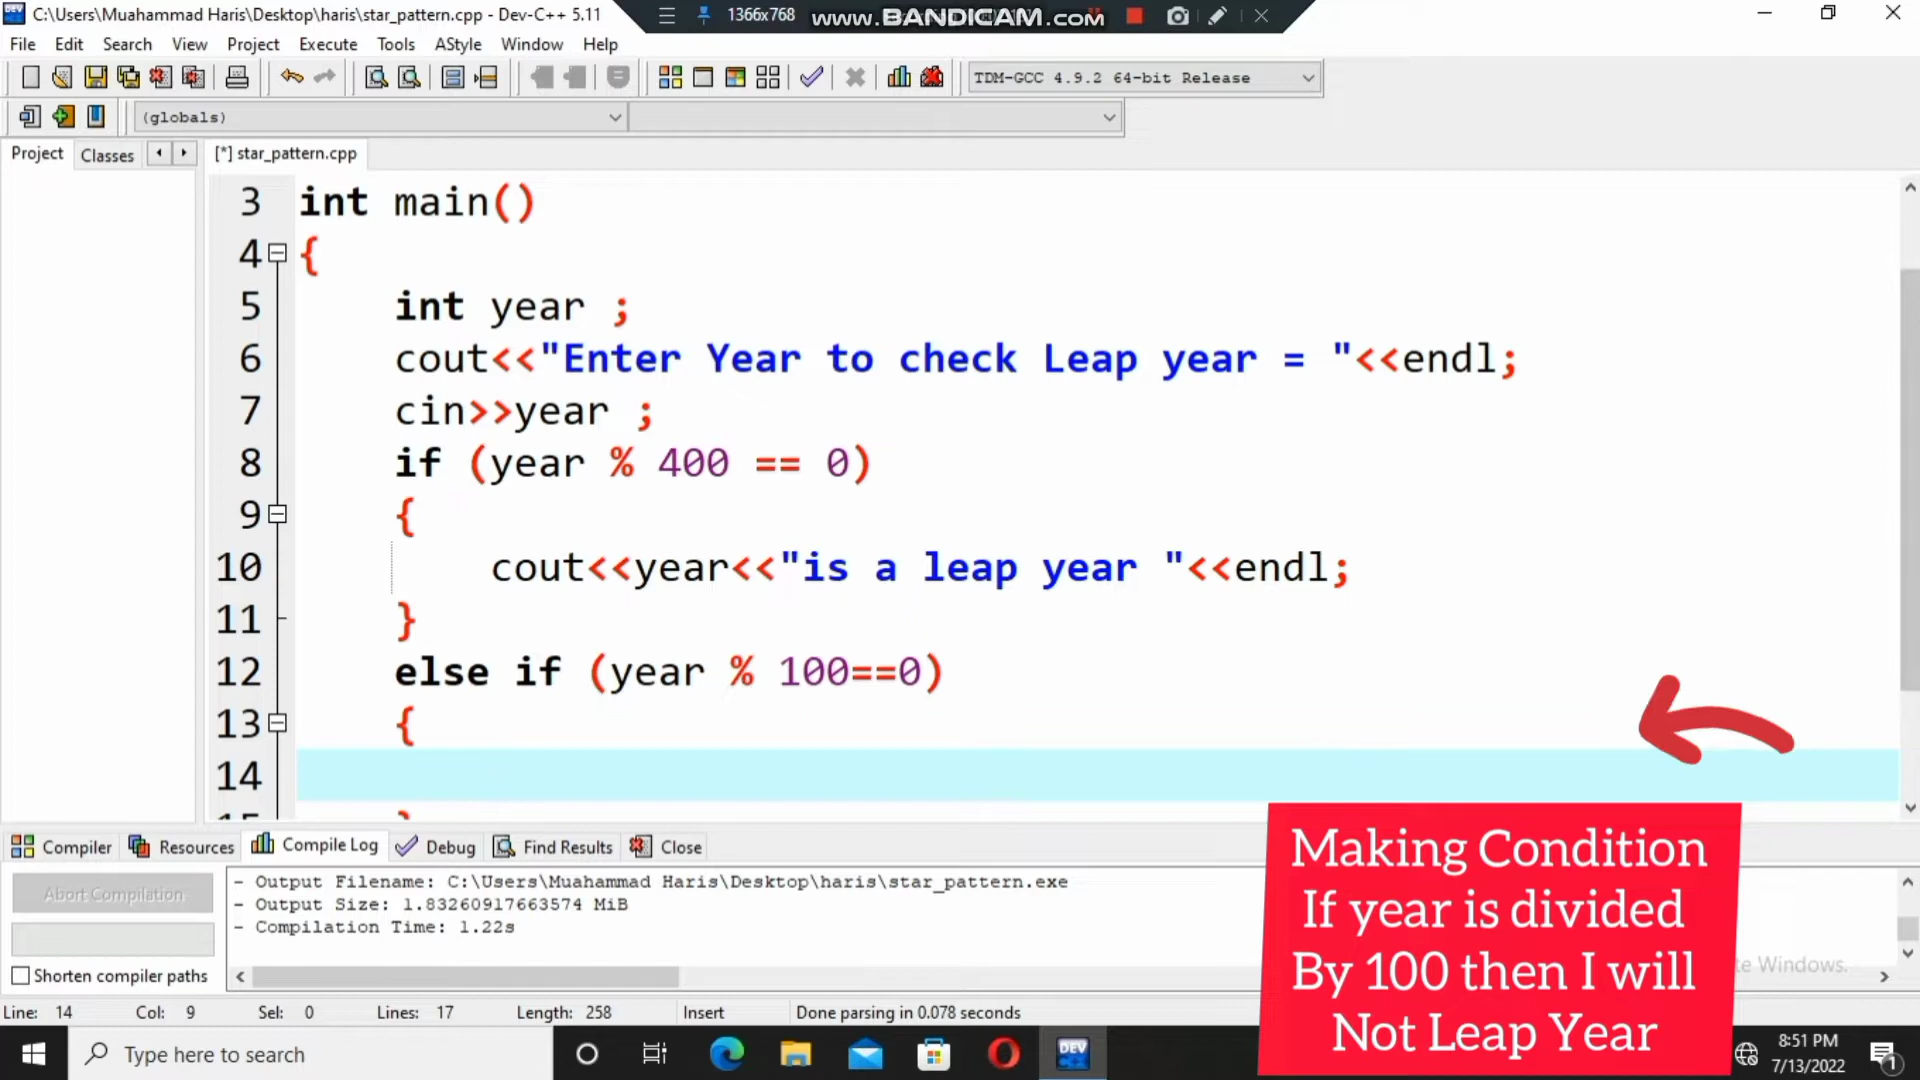 C:\Users\Muahammad Haris\Desktop\haris\star_pattern.cpp - Dev-C++ 5.11
1366x768
www.BANDICAM.com
File Edit Search View Project Execute Tools AStyle Window Help
TDM-GCC 4.9.2 64-bit Release
(globals)
Project Classes [*] star_pattern.cpp
3 int main()
4 {
5 int year ;
6 cout<<"Enter Year to check Leap year = "<<endl;
7 cin>>year ;
8 if (year % 400 == 0)
9 {
10 cout<<year<<"is a leap year "<<endl;
11 }
12 else if (year % 100==0)
13 {
14
Compiler Resources Compile Log Debug Find Results Close
Abort Compilation
Shorten compiler paths
- Output Filename: C:\Users\Muahammad Haris\Desktop\haris\star_pattern.exe
- Output Size: 1.83260917663574 MiB
- Compilation Time: 1.22s
Making Condition
If year is divided
By 100 then I will
Not Leap Year
Windows.
Line: 14 Col: 9 Sel: 0 Lines: 17 Length: 258 Insert Done parsing in 0.078 seconds
Type here to search
DEV
8:51 PM
7/13/2022
1